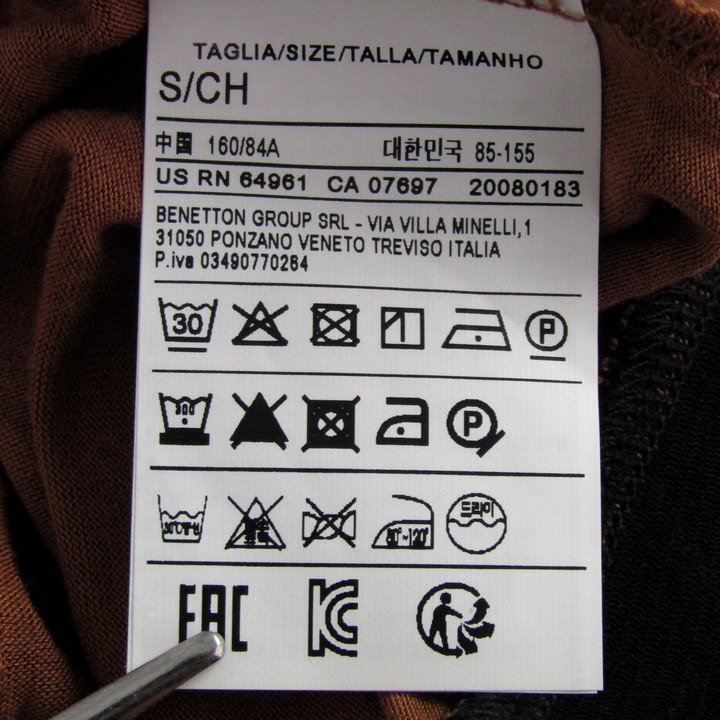 TAGLIA/SIZE/TALLA/TAMANHO
S/CH
中国 160/84A 대한민국 85-155
US RN 64961 CA 07697 20080183
BENETTON GROUP SRL - VIA VILLA MINELLI,1
31050 PONZANO VENETO TREVISO ITALIA
P.iva 03490770264
30 P
P
80°~120° 드라이
EAC KC